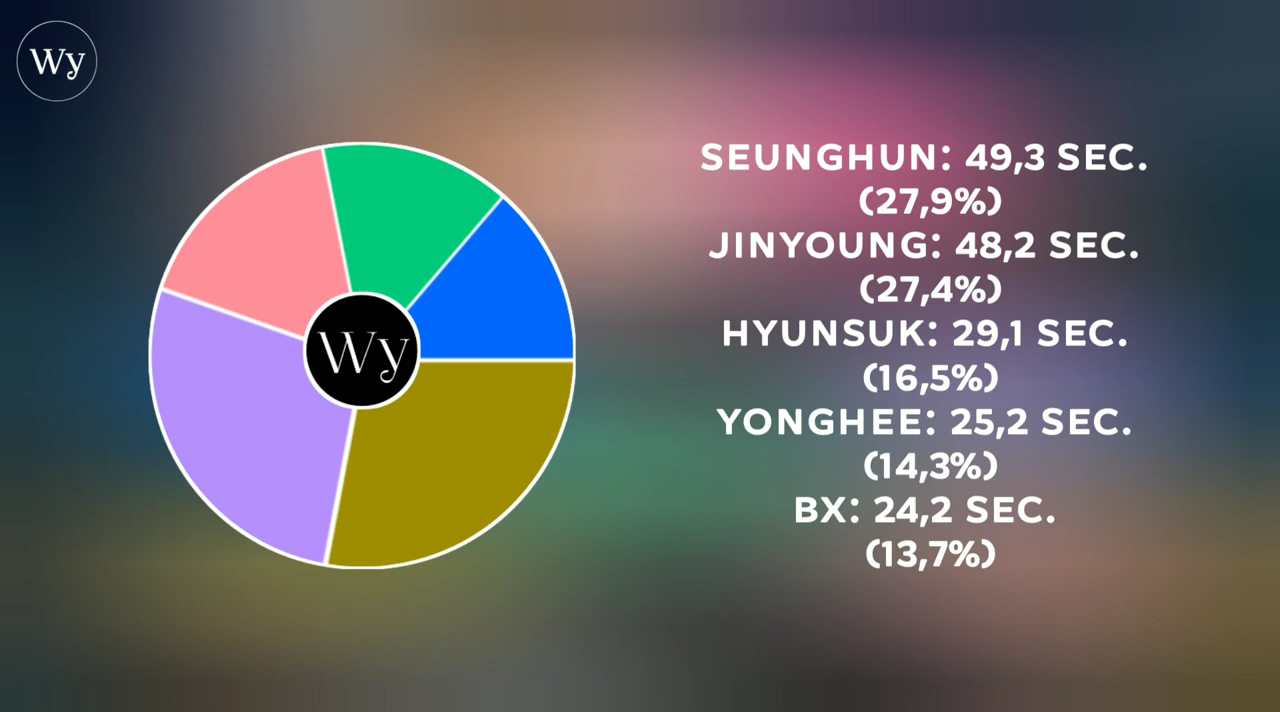 Wy
Wy
SEUNGHUN: 49,3 SEC.
(27,9%)
JINYOUNG: 48,2 SEC.
(27,4%)
HYUNSUK: 29,1 SEC.
(16,5%)
YONGHEE: 25,2 SEC.
(14,3%)
BX: 24,2 SEC.
(13,7%)